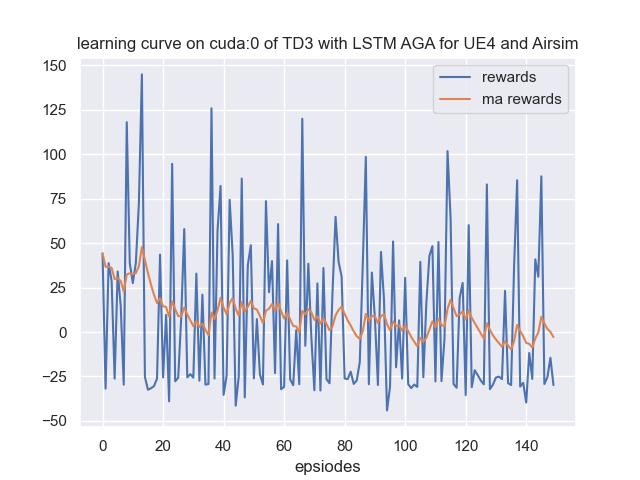 learning curve on cuda:0 of TD3 with LSTM AGA for UE4 and Airsim
rewards
ma rewards
150
125
100
75
50
25
0
−25
−50
0 20 40 60 80 100 120 140
epsiodes